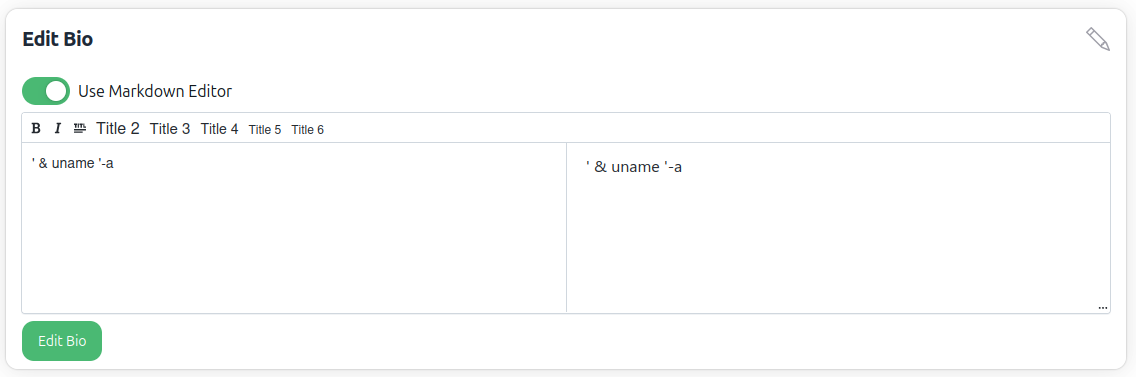 Edit Bio
Use Markdown Editor
B I Title 2 Title 3 Title 4 Title 5 Title 6
' & uname '-a
' & uname '-a
...
Edit Bio